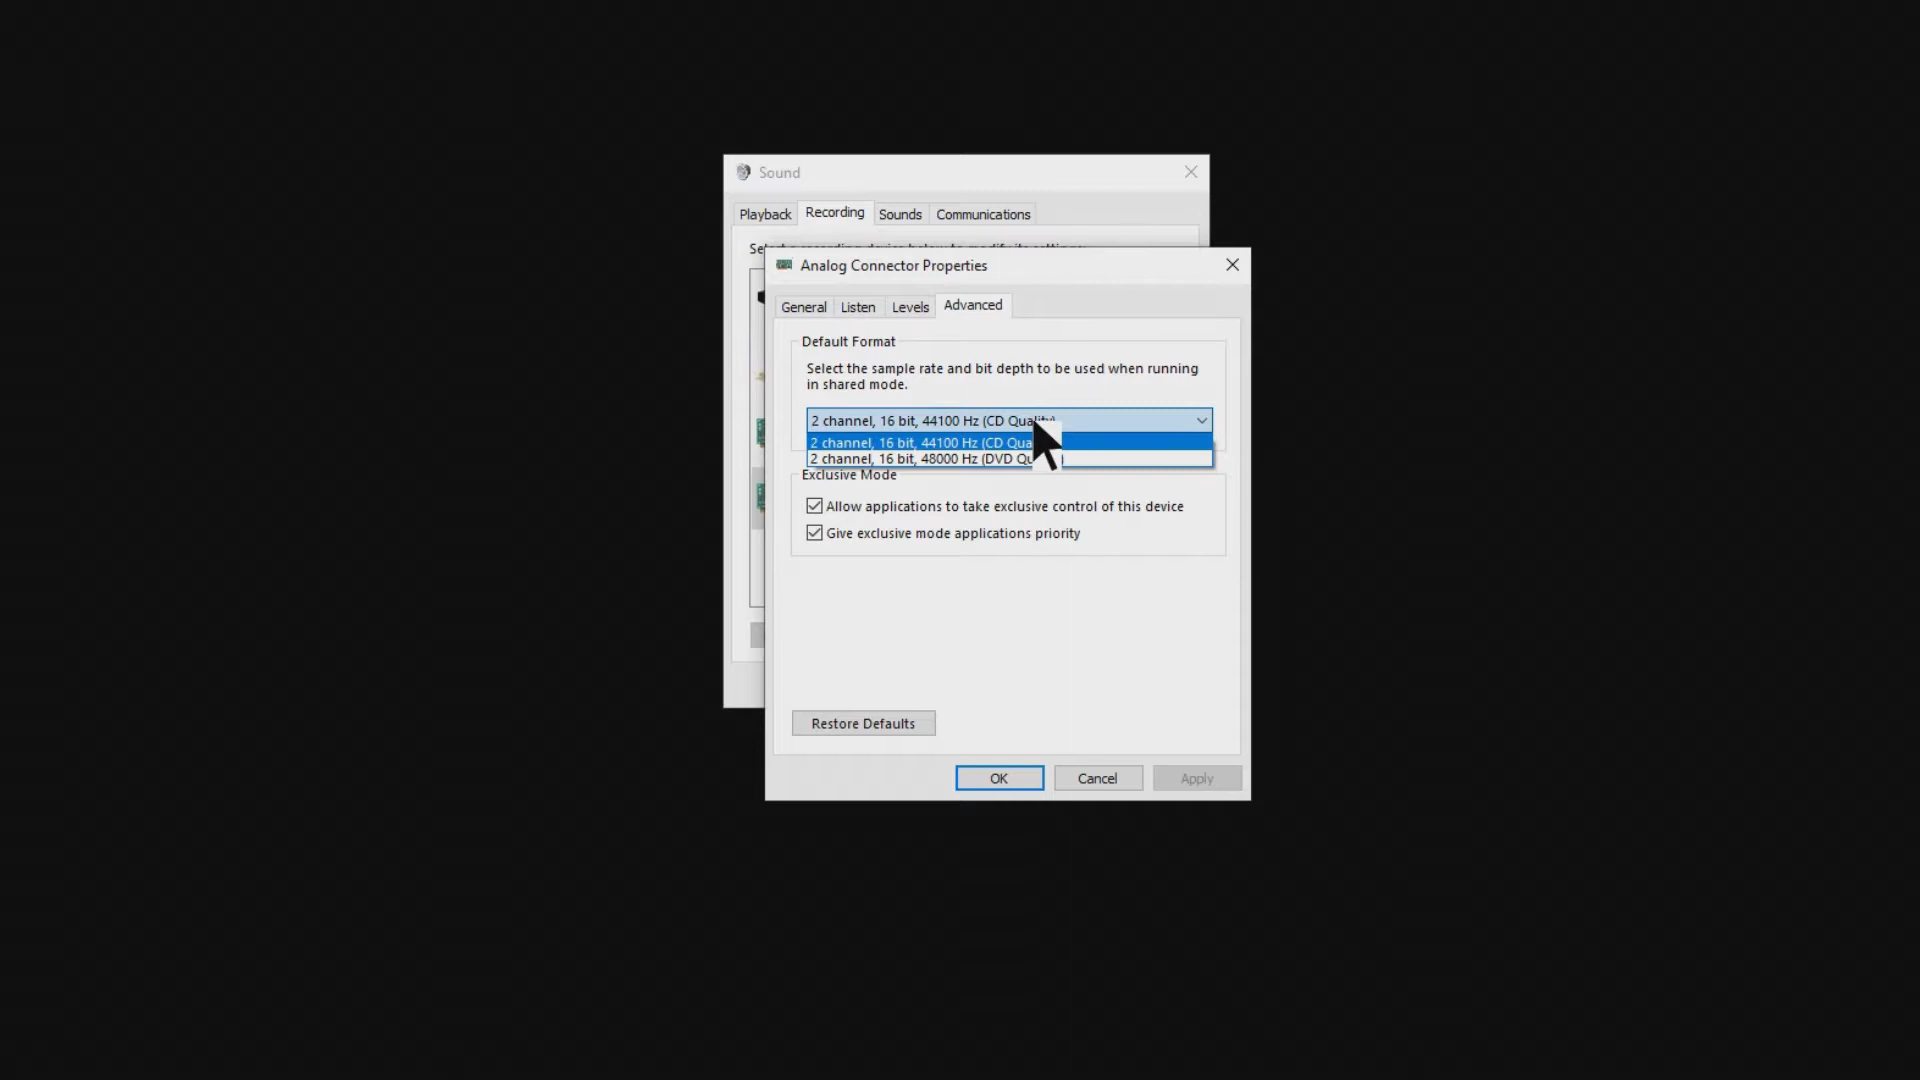 Sound
Playback Recording Sounds Communications
Analog Connector Properties
General Listen Levels Advanced
Default Format
Select the sample rate and bit depth to be used when running
in shared mode.
2 channel, 16 bit, 44100 Hz (CD Quality)
2 channel, 16 bit, 44100 Hz (CD
2 channel, 16 bit, 48000 Hz (DVD
Exclusive Mode
Allow applications to take exclusive control of this device
Give exclusive mode applications priority
Restore Defaults
OK Cancel Apply